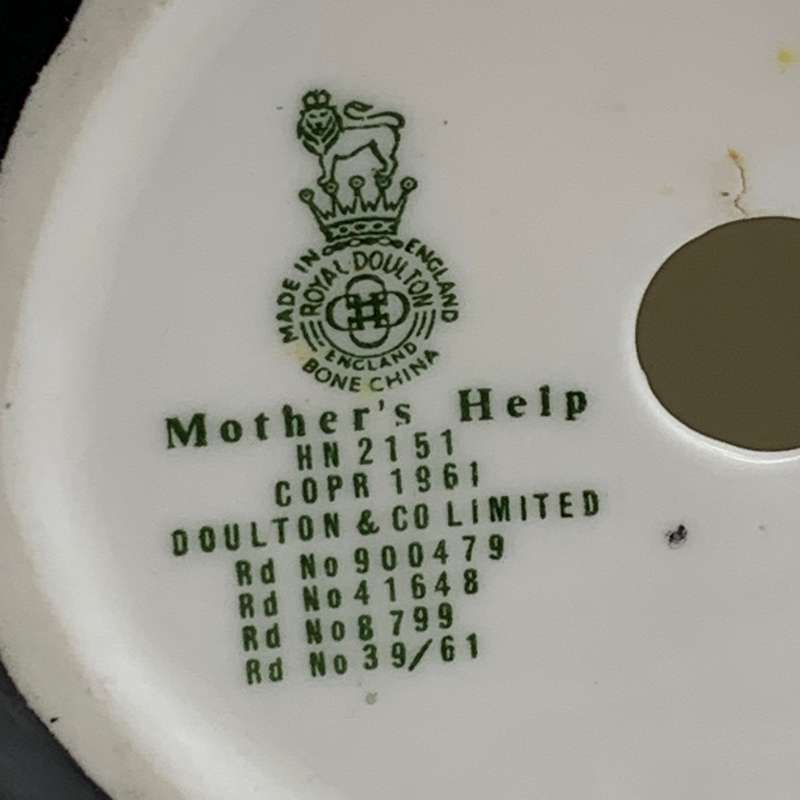 MADE IN ENGLAND
ROYAL DOULTON
ENGLAND
BONE CHINA
Mother's Help
HN 2151
COPR 1961
DOULTON & CO LIMITED
Rd No 900479
Rd No 41648
Rd No 8799
Rd No 39/61